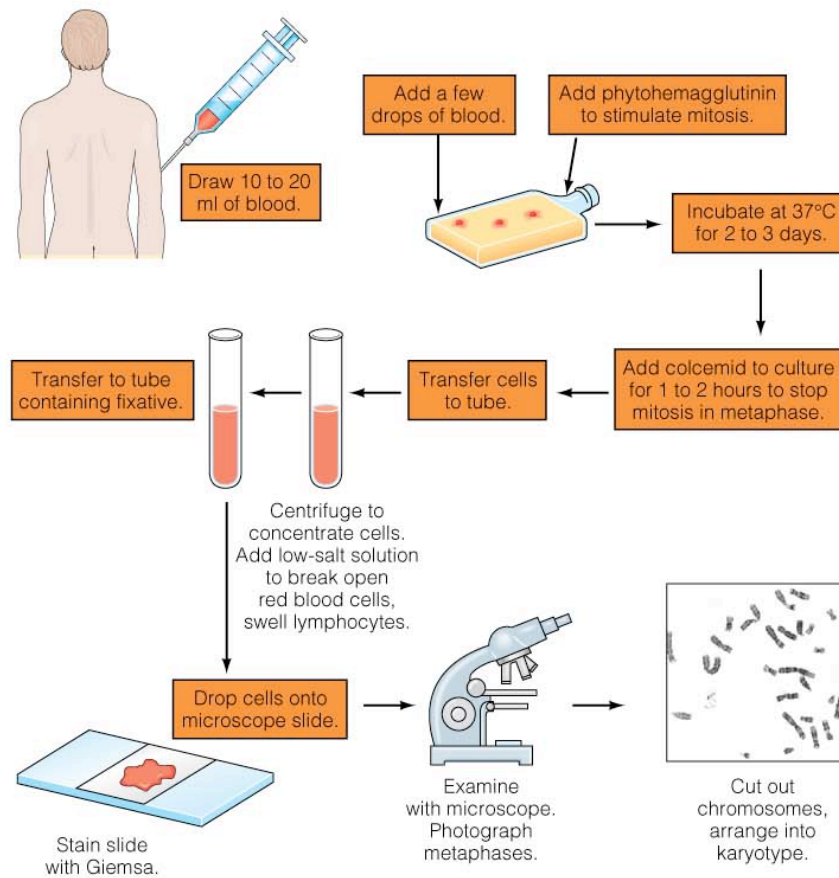 Draw 10 to 20
ml of blood.
Add a few
drops of blood.
Add phytohemagglutinin
to stimulate mitosis.
Incubate at 37°C
for 2 to 3 days.
Add colcemid to culture
for 1 to 2 hours to stop
mitosis in metaphase.
Transfer cells
to tube.
Transfer to tube
containing fixative.
Centrifuge to
concentrate cells.
Add low-salt solution
to break open
red blood cells,
swell lymphocytes.
Drop cells onto
microscope slide.
Stain slide
with Giemsa.
Examine
with microscope.
Photograph
metaphases.
Cut out
chromosomes,
arrange into
karyotype.